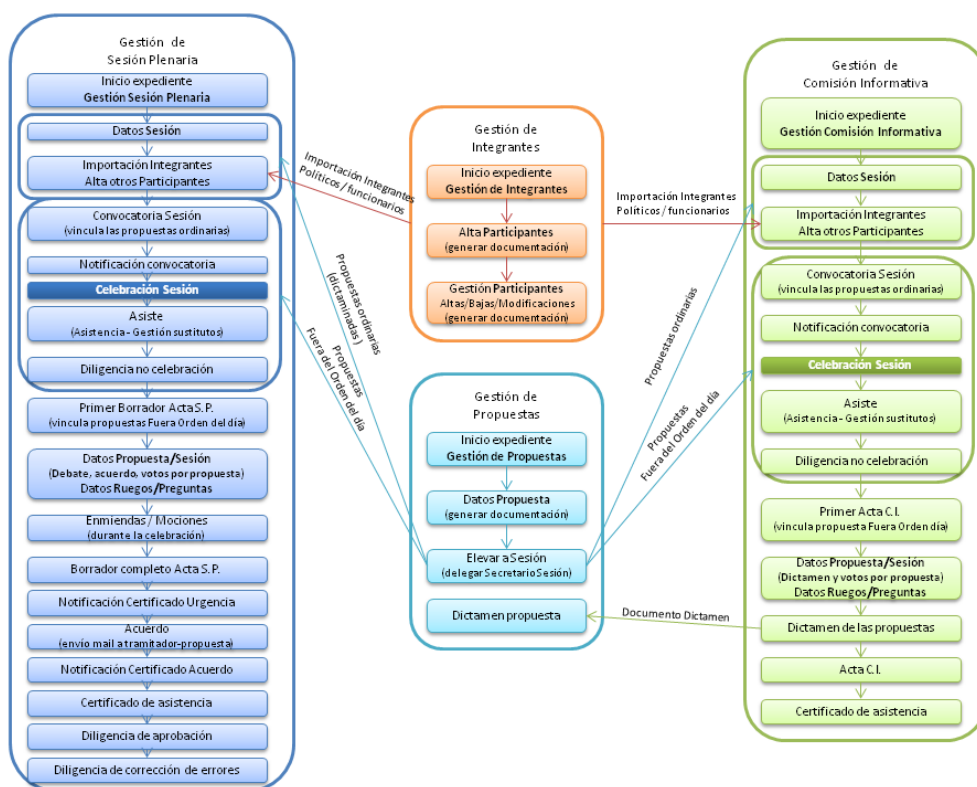 Gestión de
Sesión Plenaria
Inicio expediente
Gestión Sesión Plenaria
Datos Sesión
Importación Integrantes
Alta otros Participantes
Convocatoria Sesión
(vincula las propuestas ordinarias)
Notificación convocatoria
Celebración Sesión
Asiste
(Asistencia - Gestión sustitutos)
Diligencia no celebración
Primer Borrador Acta S.P.
(vincula propuestas Fuera Orden del día)
Datos Propuesta/Sesión
(Debate, acuerdo, votos por propuesta)
Datos Ruegos/Preguntas
Enmiendas / Mociones
(durante la celebración)
Borrador completo Acta S.P.
Notificación Certificado Urgencia
Acuerdo
(envío mail a tramitador-propuesta)
Notificación Certificado Acuerdo
Certificado de asistencia
Diligencia de aprobación
Diligencia de corrección de errores
Importación Integrantes
Políticos / funcionarios
Propuestas ordinarias
(dictaminadas )
Propuestas
Fuera del Orden del día
Gestión de
Integrantes
Inicio expediente
Gestión de Integrantes
Alta Participantes
(generar documentación)
Gestión Participantes
Altas/Bajas/Modificaciones
(generar documentación)
Gestión de
Propuestas
Inicio expediente
Gestión de Propuestas
Datos Propuesta
(generar documentación)
Elevar a Sesión
(delegar Secretario Sesión)
Dictamen propuesta
Importación Integrantes
Políticos / funcionarios
Propuestas ordinarias
Propuestas
Fuera del Orden del día
Documento Dictamen
Gestión de
Comisión Informativa
Inicio expediente
Gestión Comisión Informativa
Datos Sesión
Importación Integrantes
Alta otros Participantes
Convocatoria Sesión
(vincula las propuestas ordinarias)
Notificación convocatoria
Celebración Sesión
Asiste
(Asistencia - Gestión sustitutos)
Diligencia no celebración
Primer Acta C.I.
(vincula propuesta Fuera Orden día)
Datos Propuesta/Sesión
(Dictamen y votos por propuesta)
Datos Ruegos/Preguntas
Dictamen de las propuestas
Acta C.I.
Certificado de asistencia